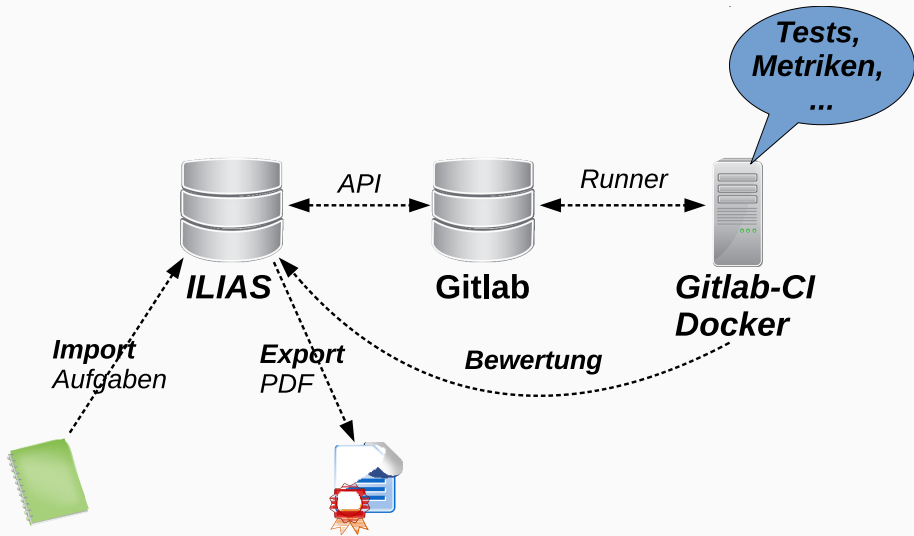 Tests,
Metriken,
...
API
Runner
ILIAS
Gitlab
Gitlab-CI
Docker
Import
Aufgaben
Export
PDF
Bewertung